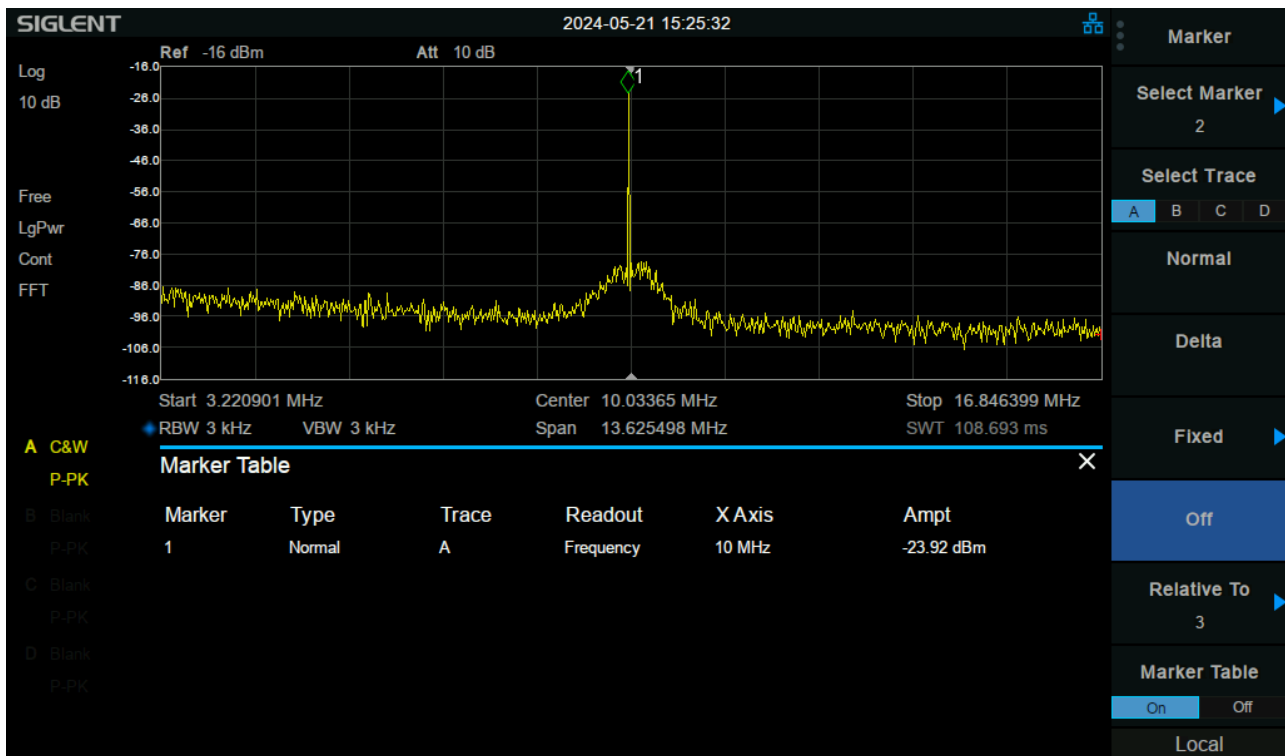 SIGLENT 2024-05-21 15:25:32
Marker
Ref -16 dBm Att 10 dB
Log
10 dB
Free
LgPwr
Cont
FFT
-16.0
-26.0
-36.0
-46.0
-56.0
-66.0
-76.0
-86.0
-96.0
-106.0
-116.0
1
Start 3.220901 MHz Center 10.03365 MHz Stop 16.846399 MHz
RBW 3 kHz VBW 3 kHz Span 13.625498 MHz SWT 108.693 ms
A C&W
P-PK
B Blank
P-PK
C Blank
P-PK
D Blank
P-PK
Marker Table
Marker Type Trace Readout X Axis Ampt
1 Normal A Frequency 10 MHz -23.92 dBm
Select Marker
2
Select Trace
A B C D
Normal
Delta
Fixed
Off
Relative To
3
Marker Table
On Off
Local